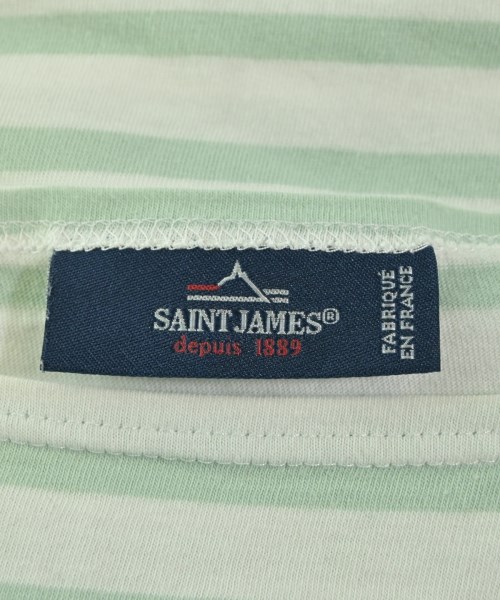 SAINT JAMES®
depuis 1889
FABRIQUÉ
EN FRANCE